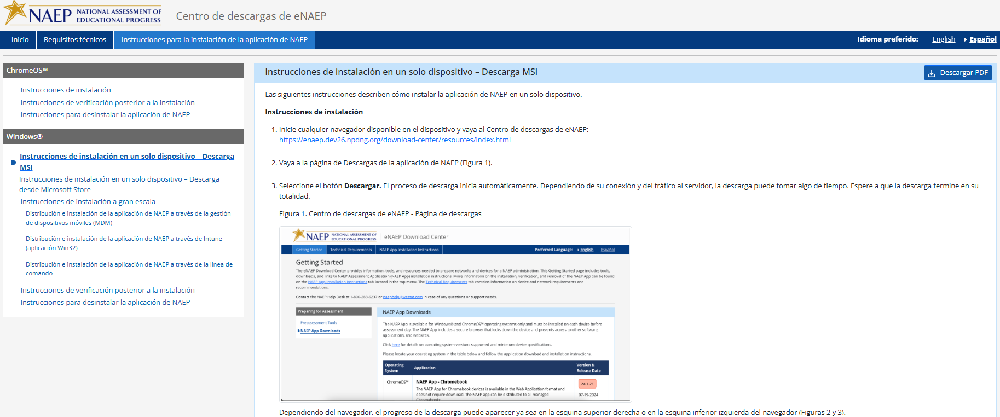 NAEP NATIONAL ASSESSMENT OF
EDUCATIONAL PROGRESS
Centro de descargas de eNAEP
Inicio
Requisitos técnicos
Instrucciones para la instalación de la aplicación de NAEP
Idioma preferido:
English
Español
ChromeOS™
Instrucciones de instalación
Instrucciones de verificación posterior a la instalación
Instrucciones para desinstalar la aplicación de NAEP
Windows®
Instrucciones de instalación en un solo dispositivo – Descarga
MSI
Instrucciones de instalación en un solo dispositivo – Descarga
desde Microsoft Store
Instrucciones de instalación a gran escala
Distribución e instalación de la aplicación de NAEP a través de la gestión
de dispositivos móviles (MDM)
Distribución e instalación de la aplicación de NAEP a través de Intune
(aplicación Win32)
Distribución e instalación de la aplicación de NAEP a través de la línea de
comando
Instrucciones de verificación posterior a la instalación
Instrucciones para desinstalar la aplicación de NAEP
Instrucciones de instalación en un solo dispositivo – Descarga MSI
Descargar PDF
Las siguientes instrucciones describen cómo instalar la aplicación de NAEP en un solo dispositivo.
Instrucciones de instalación
1. Inicie cualquier navegador disponible en el dispositivo y vaya al Centro de descargas de eNAEP:
https://enaep.dev26.npdng.org/download-center/resources/index.html
2. Vaya a la página de Descargas de la aplicación de NAEP (Figura 1).
3. Seleccione el botón Descargar. El proceso de descarga inicia automáticamente. Dependiendo de su conexión y del tráfico al servidor, la descarga puede tomar algo de tiempo. Espere a que la descarga termine en su
totalidad.
Figura 1. Centro de descargas de eNAEP - Página de descargas
NAEP NATIONAL ASSESSMENT OF
EDUCATIONAL PROGRESS
eNAEP Download Center
Getting Started
Technical Requirements
NAEP App Installation Instructions
Preferred Language:
English
Español
Getting Started
The eNAEP Download Center provides information, tools, and resources needed to prepare networks and devices for a NAEP administration. This Getting Started page includes tools,
downloads, and links to NAEP Assessment Application (NAEP App) installation instructions. More information on the installation, verification, and removal of the NAEP App can be found
on the NAEP App Installation Instructions tab located in the top menu. The Technical Requirements tab contains information on device and network requirements and
recommendations.
Contact the NAEP Help Desk at 1-800-283-6237 or naephelp@westat.com in case of any questions or support needs.
Preparing for Assessment
Preassessment Tools
NAEP App Downloads
NAEP App Downloads
The NAEP App is available for Windows® and ChromeOS™ operating systems only and must be installed on each device before
assessment day. The NAEP App includes a secure browser that locks down the device and prevents access to other software,
applications, and websites.
Click here for details on operating system versions supported and minimum device specifications.
Please locate your operating system in the table below and follow the application download and installation instructions.
Operating
System
Application
Version &
Release Date
ChromeOS™
NAEP App - Chromebook
24.1.21
The NAEP App for Chromebook devices is available in the Web Application format and
does not require download. The NAEP app can be distributed to all managed
07-19-2024
Chromebooks
Dependiendo del navegador, el progreso de la descarga puede aparecer ya sea en la esquina superior derecha o en la esquina inferior izquierda del navegador (Figuras 2 y 3).